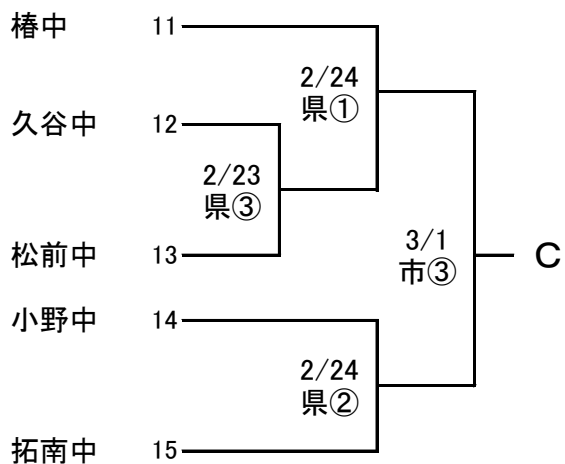 椿中 11
2/24
県①
久谷中 12
2/23
県③
松前中 13
3/1
市③
C
小野中 14
2/24
県②
拓南中 15